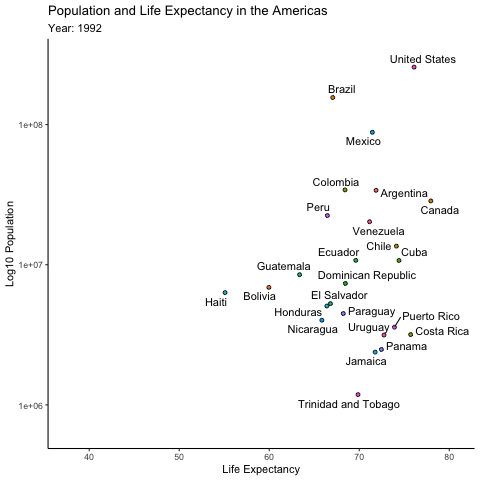 Population and Life Expectancy in the Americas
Year: 1992
United States
Brazil
1e+08
Mexico
Colombia
Argentina
Canada
Peru
Venezuela
Chile
Cuba
Ecuador
1e+07
Guatemala
Dominican Republic
Haiti
Bolivia
El Salvador
Honduras
Paraguay
Puerto Rico
Nicaragua
Uruguay
Costa Rica
Panama
Jamaica
Trinidad and Tobago
1e+06
Log10 Population
40 50 60 70 80
Life Expectancy